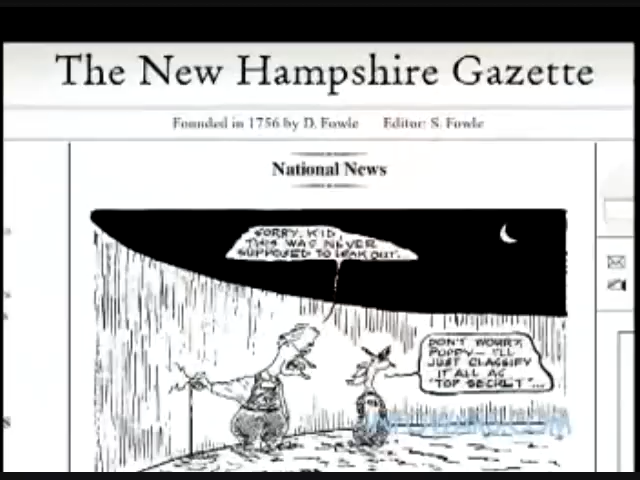 The New Hampshire Gazette
Founded in 1756 by D. Fowle Editor: S. Fowle
National News
SORRY, KID,
THIS WAS NEVER
SUPPOSED TO LEAK OUT.
DON'T WORRY,
POPPY— I'LL
JUST CLASSIFY
IT ALL AS
"TOP SECRET"...